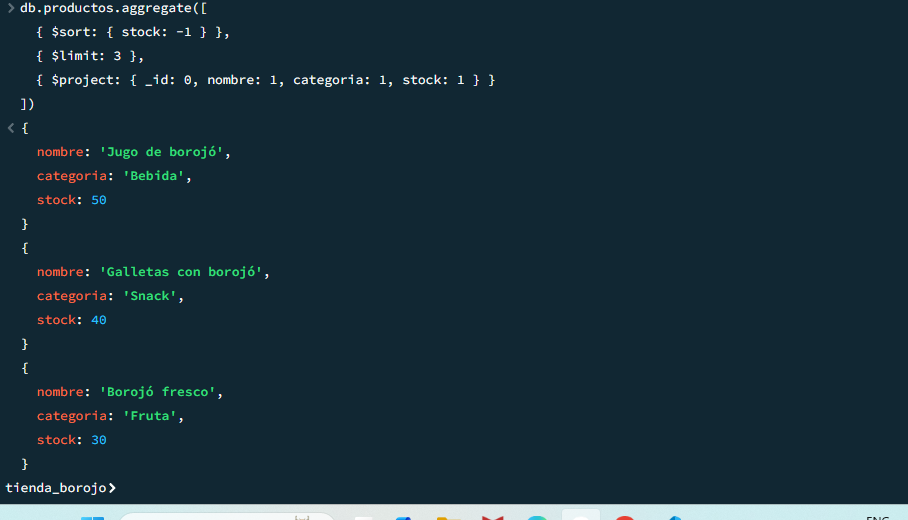 > db.productos.aggregate([
{ $sort: { stock: -1 } },
{ $limit: 3 },
{ $project: { _id: 0, nombre: 1, categoria: 1, stock: 1 } }
])
< {
nombre: 'Jugo de borojó',
categoria: 'Bebida',
stock: 50
}
{
nombre: 'Galletas con borojó',
categoria: 'Snack',
stock: 40
}
{
nombre: 'Borojó fresco',
categoria: 'Fruta',
stock: 30
}
tienda_borojo>
ENG